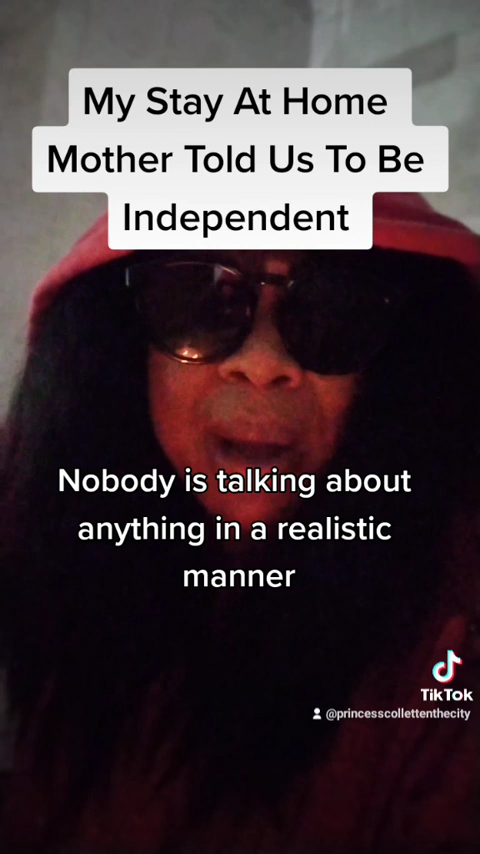 My Stay At Home
Mother Told Us To Be
Independent
Nobody is talking about
anything in a realistic
manner
TikTok
@princesscollettenthecity